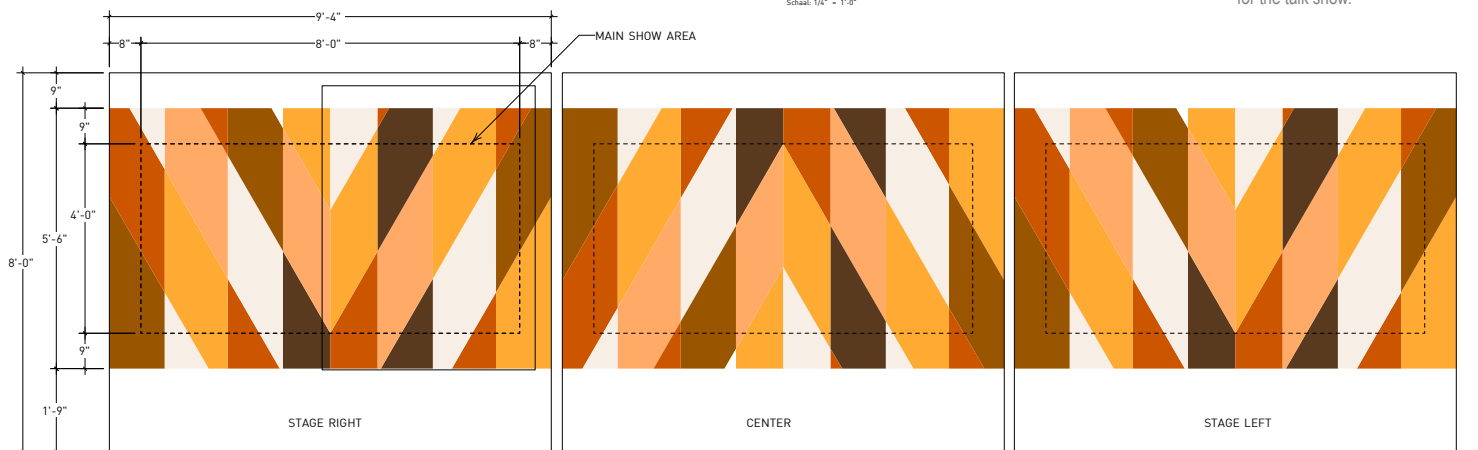 Schaal: 1/4" = 1'-0"
for the talk show.
9'-4"
8"
8'-0"
8"
MAIN SHOW AREA
9"
9"
4'-0"
5'-6"
8'-0"
9"
1'-9"
STAGE RIGHT
CENTER
STAGE LEFT